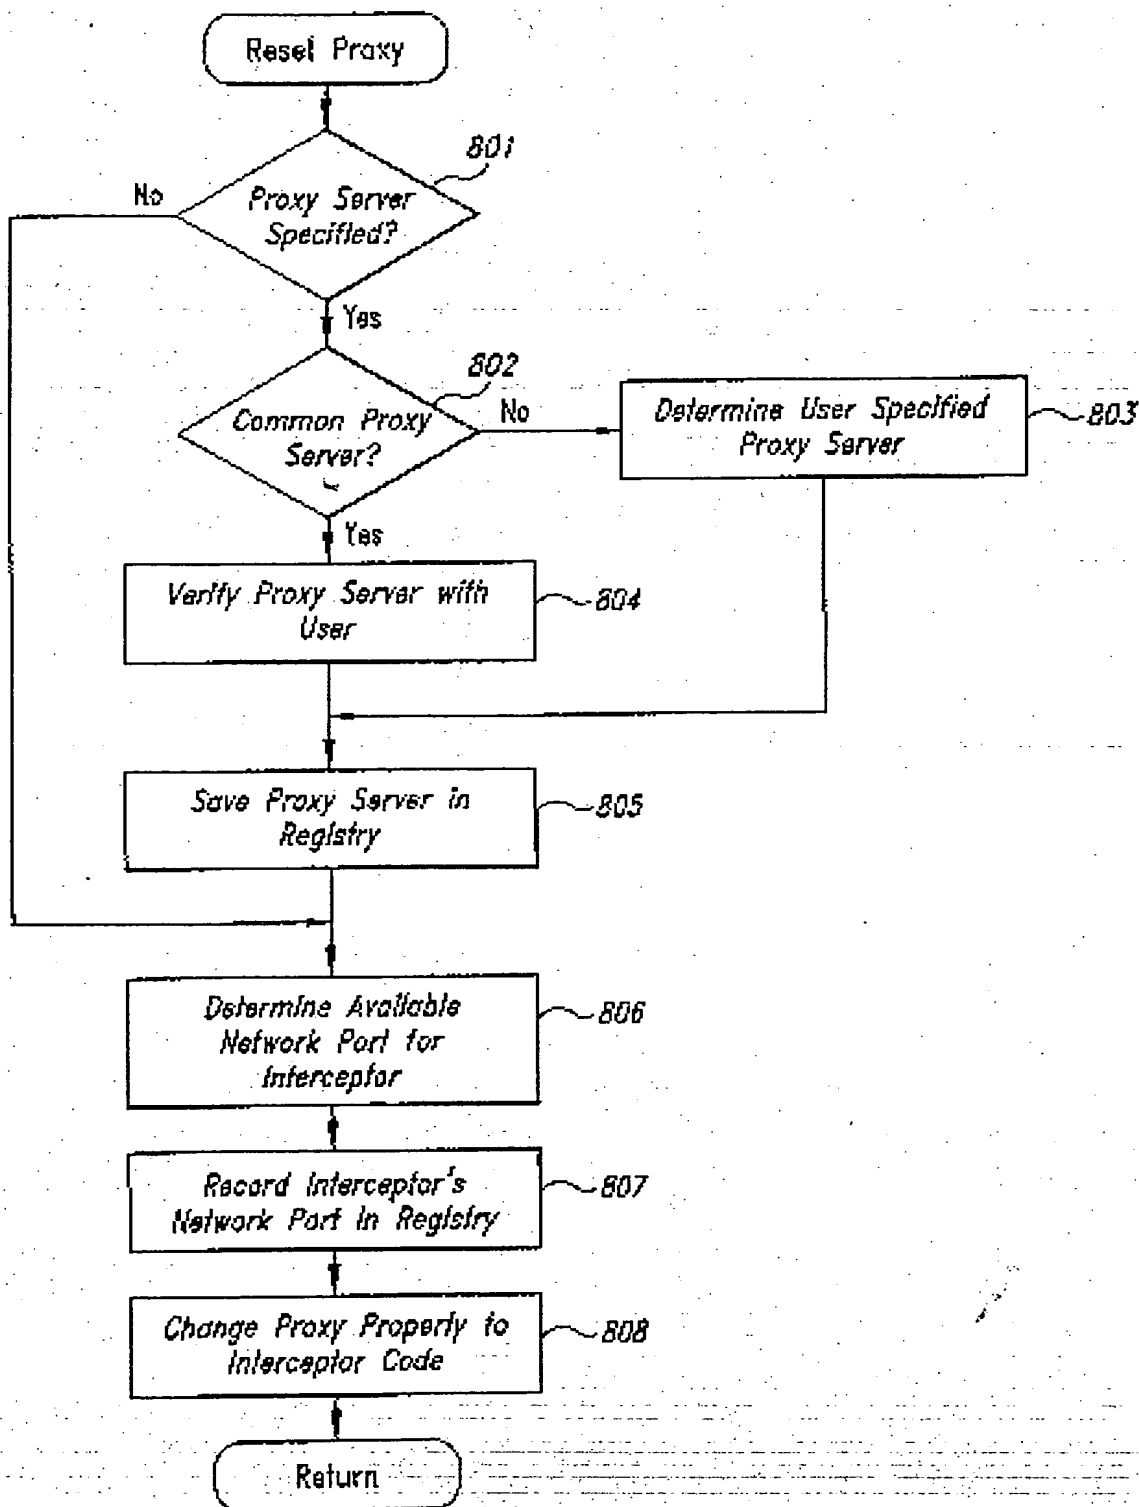 Reset Proxy
801
No
Proxy Server
Specified?
Yes
802
Common Proxy
Server?
No
Determine User Specified
Proxy Server
803
Yes
Verify Proxy Server with
User
804
Save Proxy Server in
Registry
805
Determine Available
Network Port for
Interceptor
806
Record Interceptor's
Network Port in Registry
807
Change Proxy Property to
Interceptor Code
808
Return